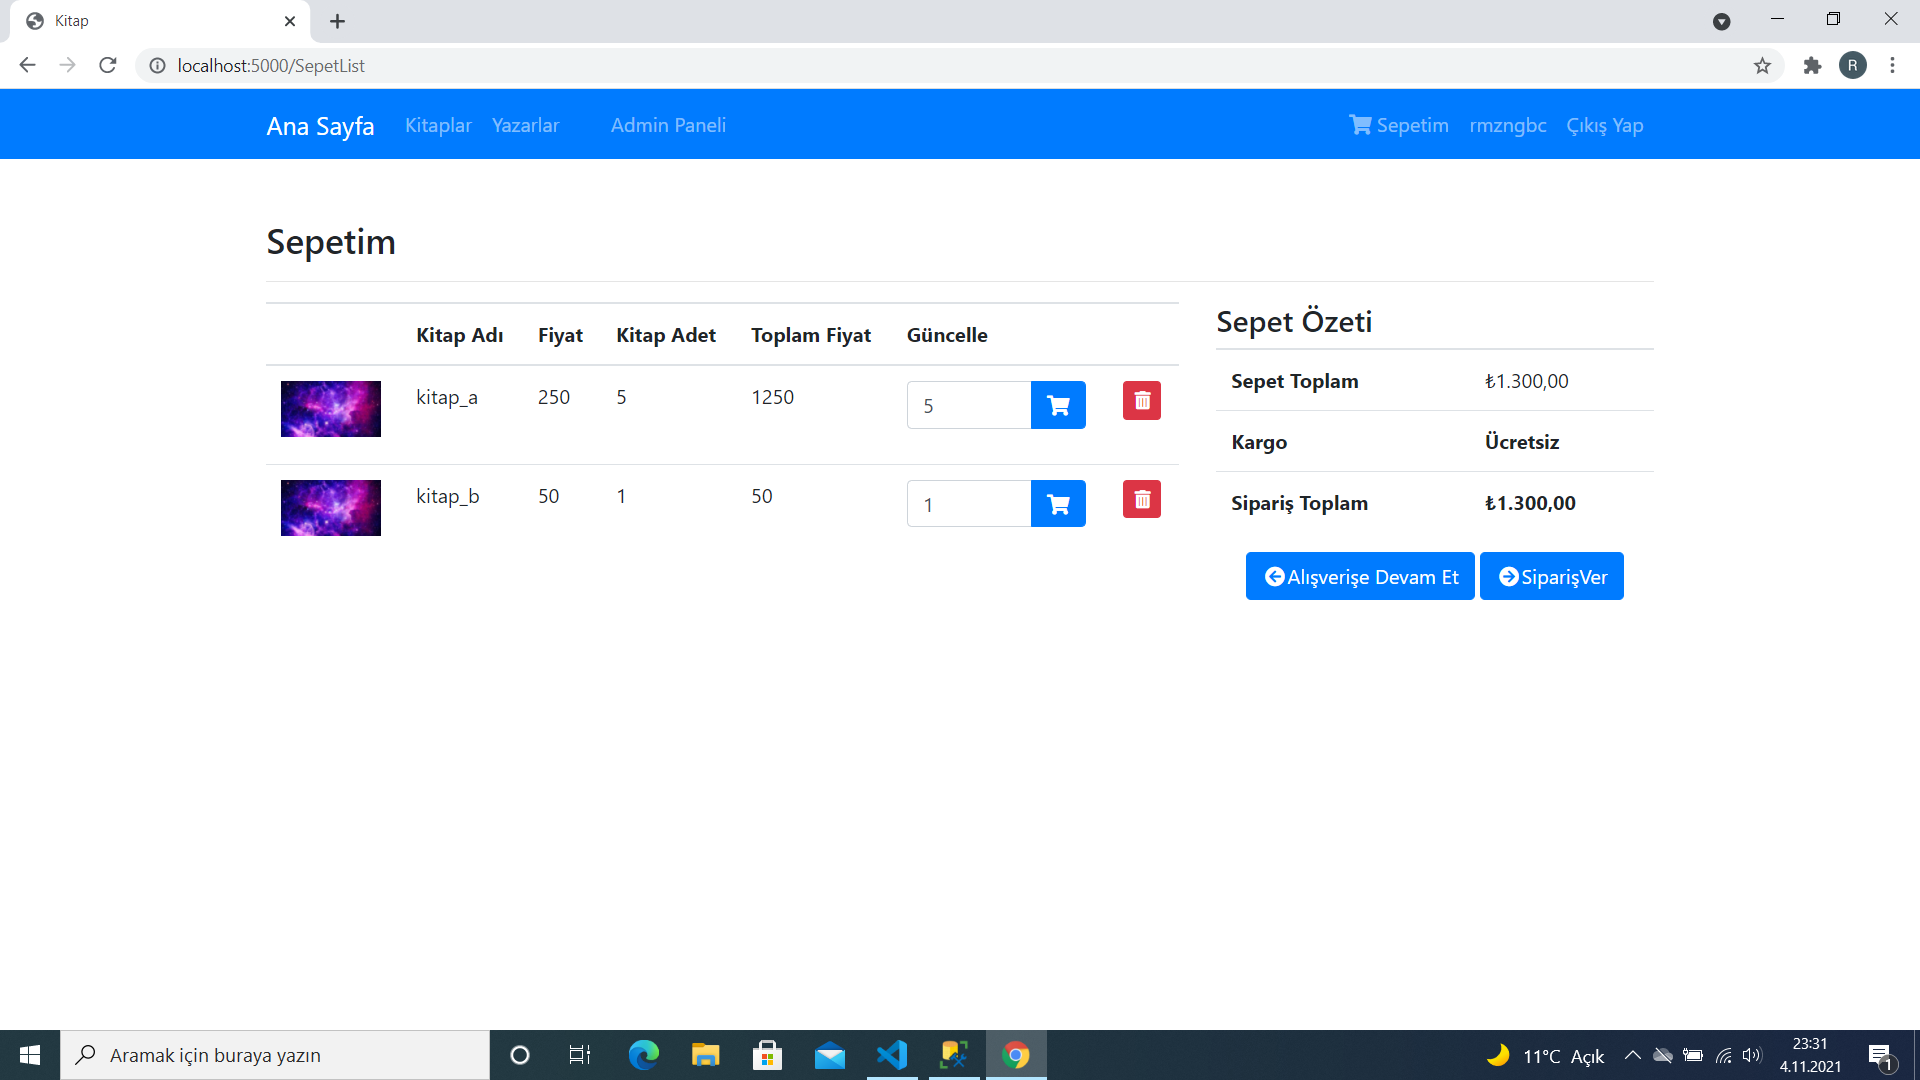 Kitap
localhost:5000/SepetList
R
Ana Sayfa Kitaplar Yazarlar Admin Paneli Sepetim rmzngbc Çıkış Yap
Sepetim
Kitap Adı Fiyat Kitap Adet Toplam Fiyat Güncelle
kitap_a 250 5 1250 5
kitap_b 50 1 50 1
Sepet Özeti
Sepet Toplam ₺1.300,00
Kargo Ücretsiz
Sipariş Toplam ₺1.300,00
Alışverişe Devam Et SiparişVer
Aramak için buraya yazın
11°C Açık
23:31
4.11.2021
1